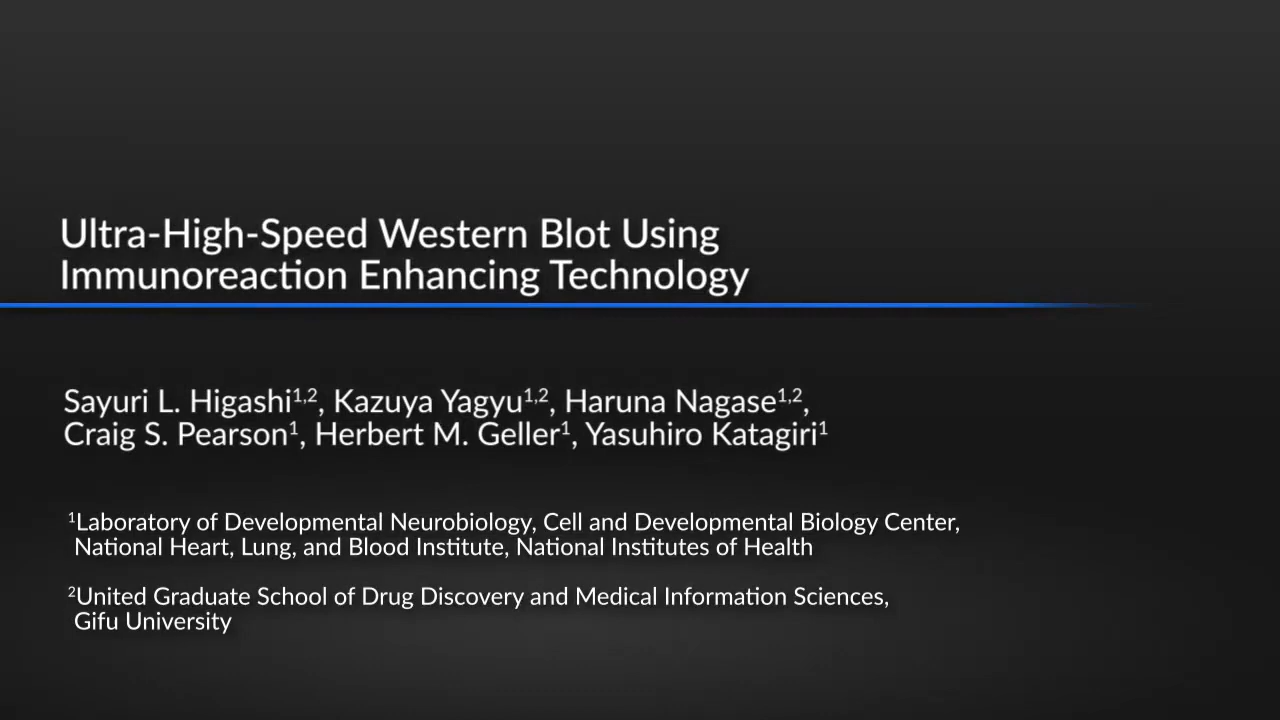 Ultra-High-Speed Western Blot Using
Immunoreaction Enhancing Technology
Sayuri L. Higashi1,2, Kazuya Yagyu1,2, Haruna Nagase1,2,
Craig S. Pearson1, Herbert M. Geller1, Yasuhiro Katagiri1
1Laboratory of Developmental Neurobiology, Cell and Developmental Biology Center,
National Heart, Lung, and Blood Institute, National Institutes of Health
2United Graduate School of Drug Discovery and Medical Information Sciences,
Gifu University